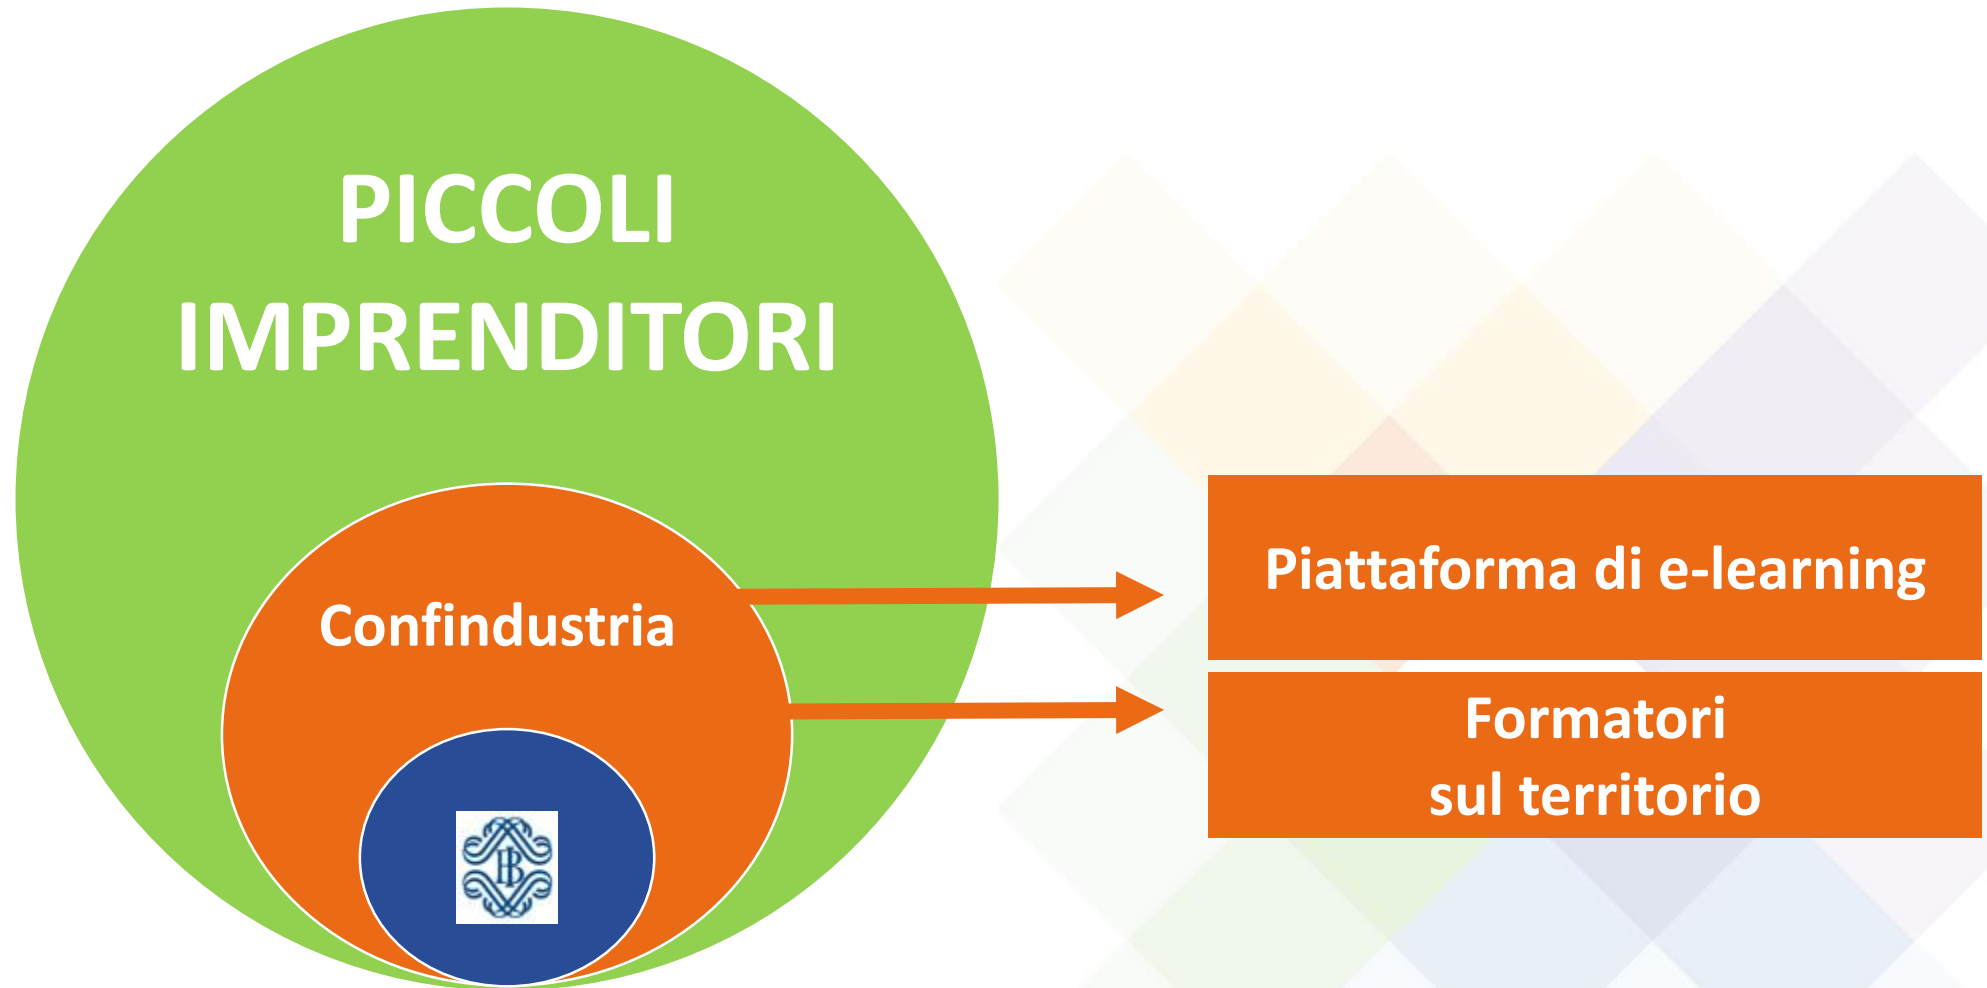 PICCOLI
IMPRENDITORI
Confindustria
Piattaforma di e-learning
Formatori
sul territorio